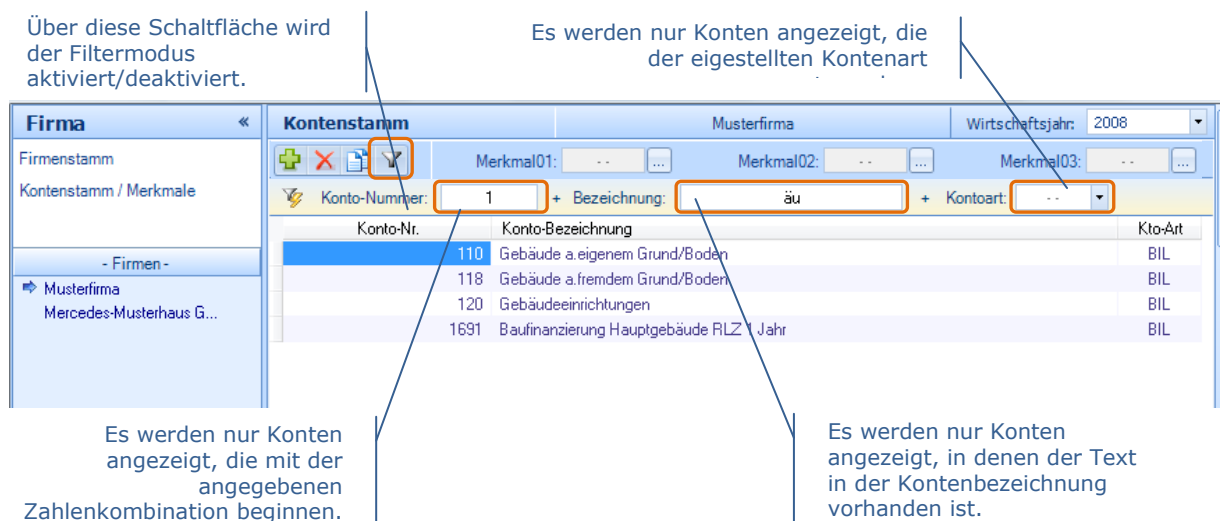 Über diese Schaltfläche wird
der Filtermodus
aktiviert/deaktiviert.
Es werden nur Konten angezeigt, die
der eigestellten Kontenart
Firma «
Kontenstamm Musterfirma Wirtschaftsjahr: 2008
Firmenstamm
Kontenstamm / Merkmale
Merkmal01: - - ... Merkmal02: - - ... Merkmal03: - - ...
Konto-Nummer: 1 + Bezeichnung: äu + Kontoart: - -
Konto-Nr. Konto-Bezeichnung Kto-Art
110 Gebäude a.eigenem Grund/Boden BIL
118 Gebäude a.fremdem Grund/Boden BIL
120 Gebäudeeinrichtungen BIL
1691 Baufinanzierung Hauptgebäude RLZ 1 Jahr BIL
- Firmen -
Musterfirma
Mercedes-Musterhaus G...
Es werden nur Konten
angezeigt, die mit der
angegebenen
Zahlenkombination beginnen.
Es werden nur Konten
angezeigt, in denen der Text
in der Kontenbezeichnung
vorhanden ist.